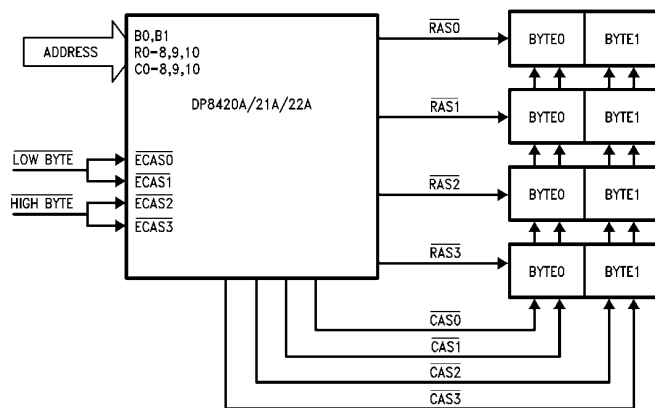 B0,B1
R0-8,9,10
C0-8,9,10
ADDRESS
DP8420A/21A/22A
LOW BYTE
HIGH BYTE
ECAS0
ECAS1
ECAS2
ECAS3
RAS0
BYTE0 BYTE1
RAS1
BYTE0 BYTE1
RAS2
BYTE0 BYTE1
RAS3
BYTE0 BYTE1
CAS0
CAS1
CAS2
CAS3